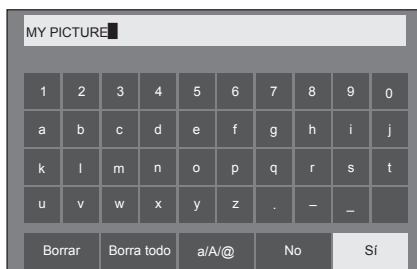 MY PICTURE
1 2 3 4 5 6 7 8 9 0
a b c d e f g h i j
k l m n o p q r s t
u v w x y z . – _
Borrar Borra todo a/A/@ No Sí